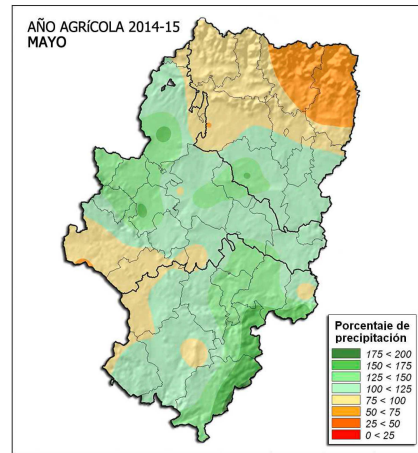 AÑO AGRíCOLA 2014-15
MAYO
Porcentaje de
precipitación
175 < 200
150 < 175
125 < 150
100 < 125
75 < 100
50 < 75
25 < 50
0 < 25